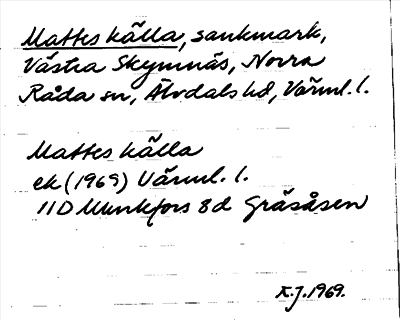 Mattes källa, sankmark,
Västra Skymnäs, Norra
Råda sn, Älvdals hd, Värml. l.
Mattes källa
ek (1969) Värml. l.
11D Munkfors 8d Gräsåsen
K.J. 1969.